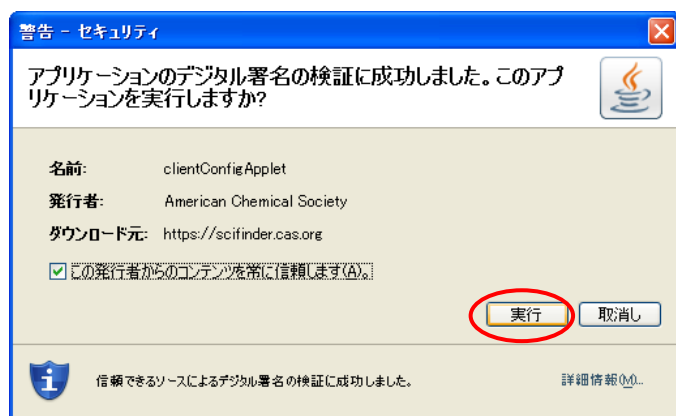 警告 - セキュリティ
アプリケーションのデジタル署名の検証に成功しました。このアプ
リケーションを実行しますか?
名前: clientConfigApplet
発行者: American Chemical Society
ダウンロード元: https://scifinder.cas.org
この発行者からのコンテンツを常に信頼します(A)。
実行 取消し
信頼できるソースによるデジタル署名の検証に成功しました。 詳細情報(M)...